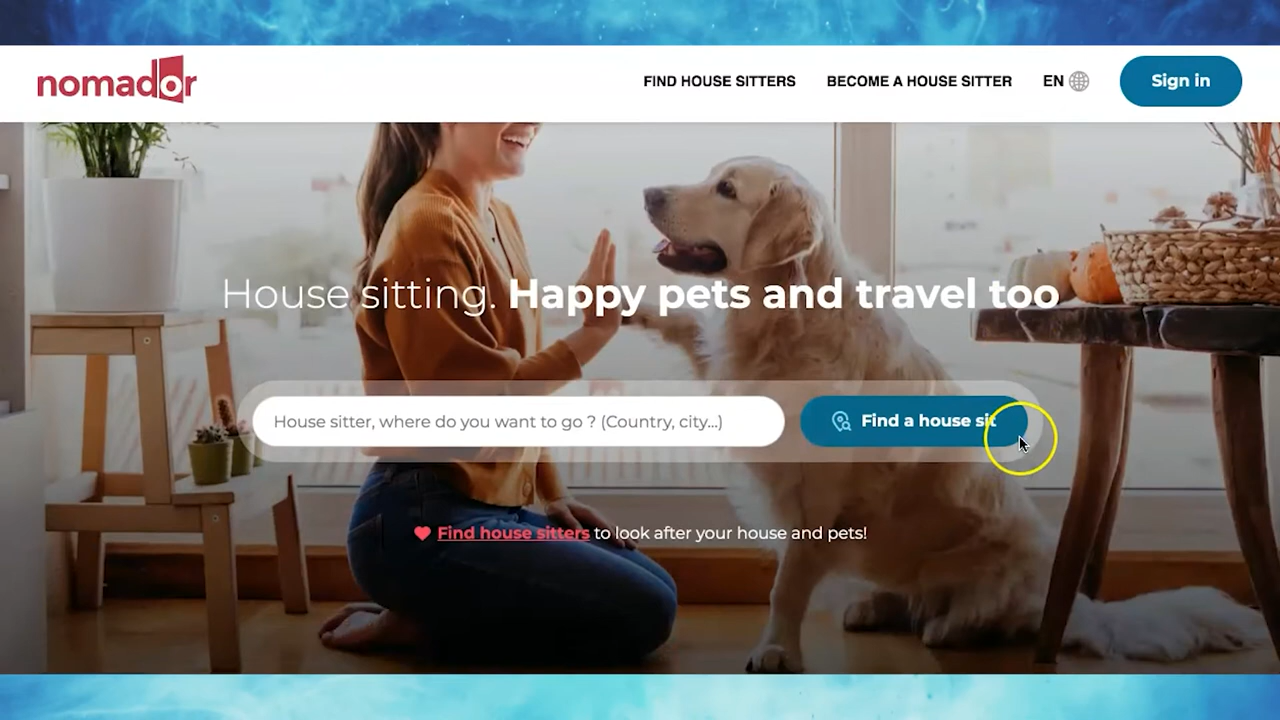 nomador
FIND HOUSE SITTERS
BECOME A HOUSE SITTER
EN
Sign in
House sitting. Happy pets and travel too
House sitter, where do you want to go ? (Country, city...)
Find a house sit
Find house sitters to look after your house and pets!